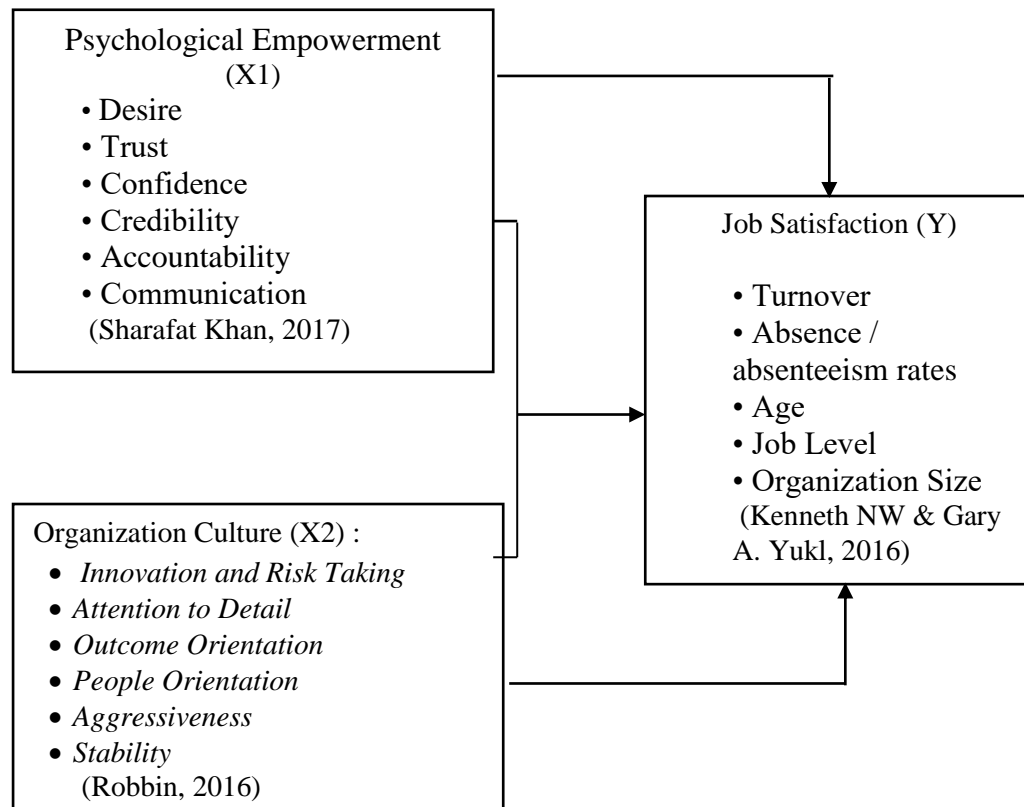 Psychological Empowerment
(X1)
• Desire
• Trust
• Confidence
• Credibility
• Accountability
• Communication
(Sharafat Khan, 2017)
Job Satisfaction (Y)
• Turnover
• Absence /
absenteeism rates
• Age
• Job Level
• Organization Size
(Kenneth NW & Gary
A. Yukl, 2016)
Organization Culture (X2) :
• Innovation and Risk Taking
• Attention to Detail
• Outcome Orientation
• People Orientation
• Aggressiveness
• Stability
(Robbin, 2016)